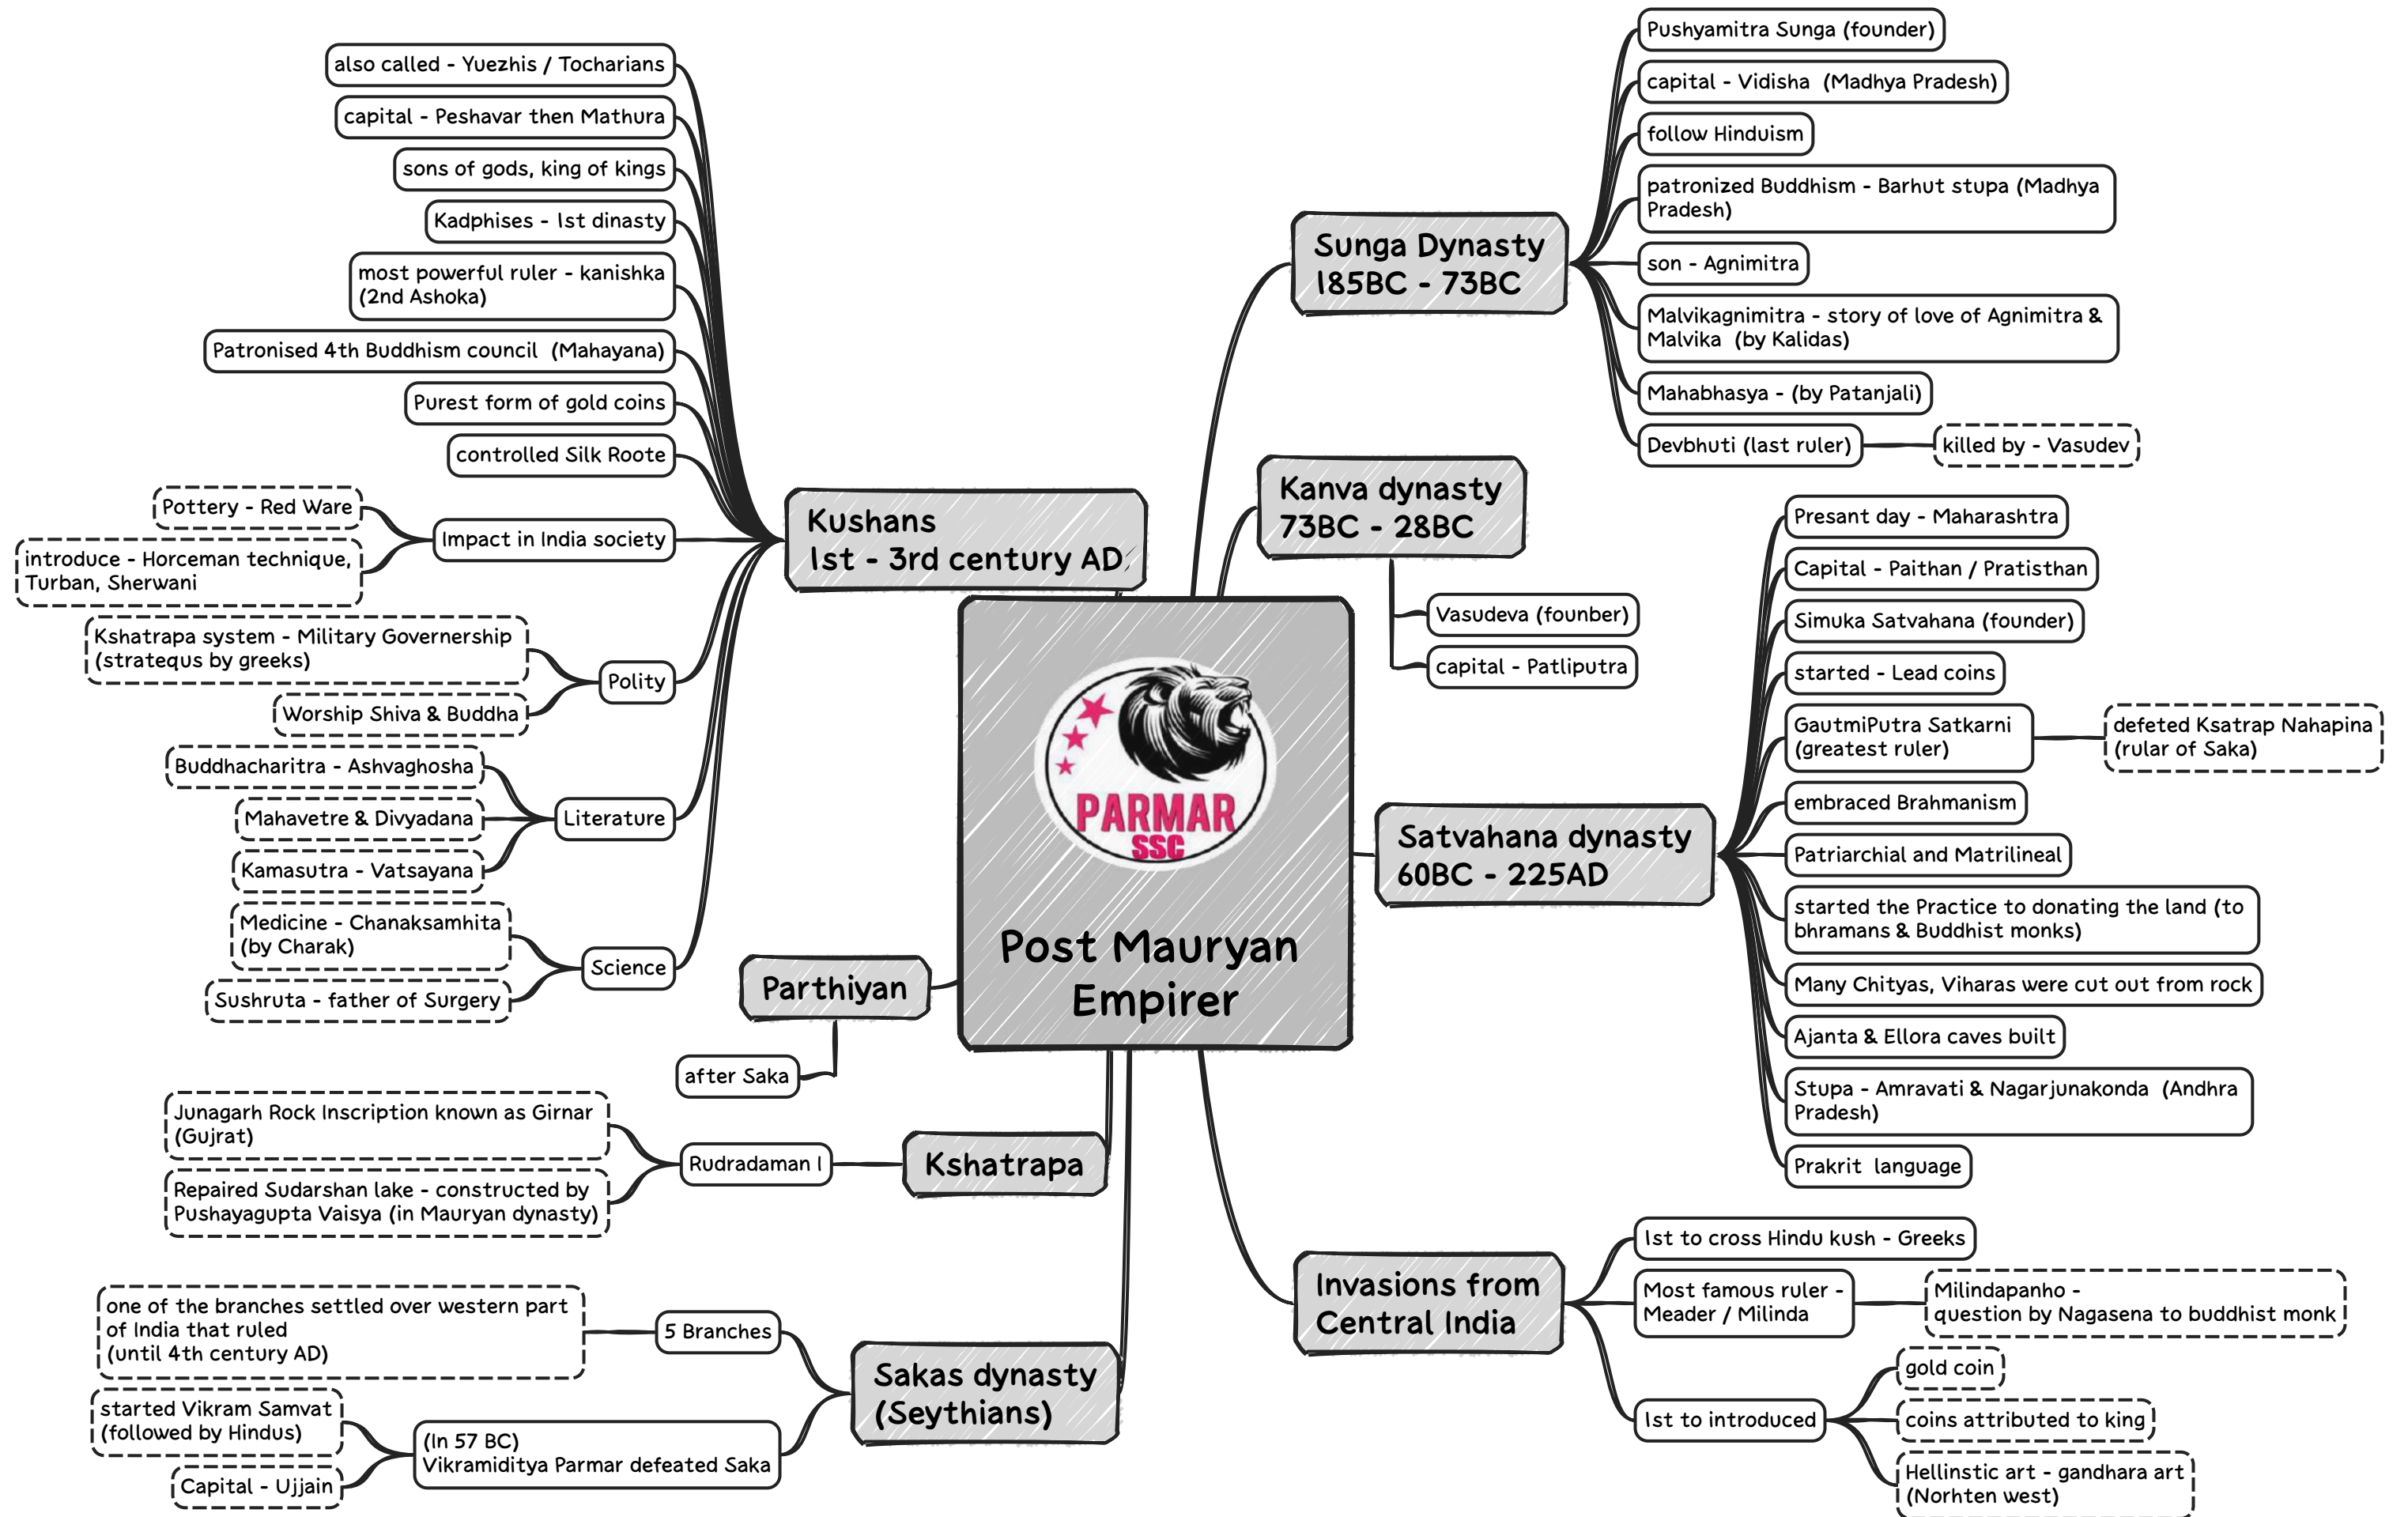 PARMAR
SSC
Post Mauryan
Empirer
Sunga Dynasty
185BC - 73BC
Pushyamitra Sunga (founder)
capital - Vidisha (Madhya Pradesh)
follow Hinduism
patronized Buddhism - Barhut stupa (Madhya
Pradesh)
son - Agnimitra
Malvikagnimitra - story of love of Agnimitra &
Malvika (by Kalidas)
Mahabhasya - (by Patanjali)
Devbhuti (last ruler)
killed by - Vasudev
Kanva dynasty
73BC - 28BC
Vasudeva (founber)
capital - Patliputra
Satvahana dynasty
60BC - 225AD
Presant day - Maharashtra
Capital - Paithan / Pratisthan
Simuka Satvahana (founder)
started - Lead coins
GautmiPutra Satkarni
(greatest ruler)
defeted Ksatrap Nahapina
(rular of Saka)
embraced Brahmanism
Patriarchial and Matrilineal
started the Practice to donating the land (to
bhramans & Buddhist monks)
Many Chityas, Viharas were cut out from rock
Ajanta & Ellora caves built
Stupa - Amravati & Nagarjunakonda (Andhra
Pradesh)
Prakrit language
Invasions from
Central India
1st to cross Hindu kush - Greeks
Most famous ruler -
Meader / Milinda
Milindapanho -
question by Nagasena to buddhist monk
1st to introduced
gold coin
coins attributed to king
Hellinstic art - gandhara art
(Norhten west)
Kushans
1st - 3rd century AD
also called - Yuezhis / Tocharians
capital - Peshavar then Mathura
sons of gods, king of kings
Kadphises - 1st dinasty
most powerful ruler - kanishka
(2nd Ashoka)
Patronised 4th Buddhism council (Mahayana)
Purest form of gold coins
controlled Silk Roote
Impact in India society
Pottery - Red Ware
introduce - Horceman technique,
Turban, Sherwani
Polity
Kshatrapa system - Military Governership
(stratequs by greeks)
Worship Shiva & Buddha
Literature
Buddhacharitra - Ashvaghosha
Mahavetre & Divyadana
Kamasutra - Vatsayana
Science
Medicine - Chanaksamhita
(by Charak)
Sushruta - father of Surgery
Parthiyan
after Saka
Kshatrapa
Rudradaman I
Junagarh Rock Inscription known as Girnar
(Gujrat)
Repaired Sudarshan lake - constructed by
Pushayagupta Vaisya (in Mauryan dynasty)
Sakas dynasty
(Seythians)
5 Branches
one of the branches settled over western part
of India that ruled
(until 4th century AD)
(In 57 BC)
Vikramiditya Parmar defeated Saka
started Vikram Samvat
(followed by Hindus)
Capital - Ujjain